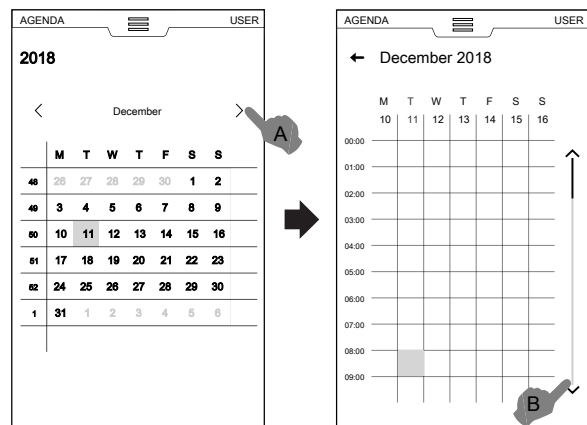 AGENDA USER
2018
December
A
M T W T F S S
48 26 27 28 29 30 1 2
49 3 4 5 6 7 8 9
50 10 11 12 13 14 15 16
51 17 18 19 20 21 22 23
52 24 25 26 27 28 29 30
1 31 1 2 3 4 5 6
AGENDA USER
December 2018
M T W T F S S
10 11 12 13 14 15 16
00:00
01:00
02:00
03:00
04:00
05:00
06:00
07:00
08:00
09:00
B